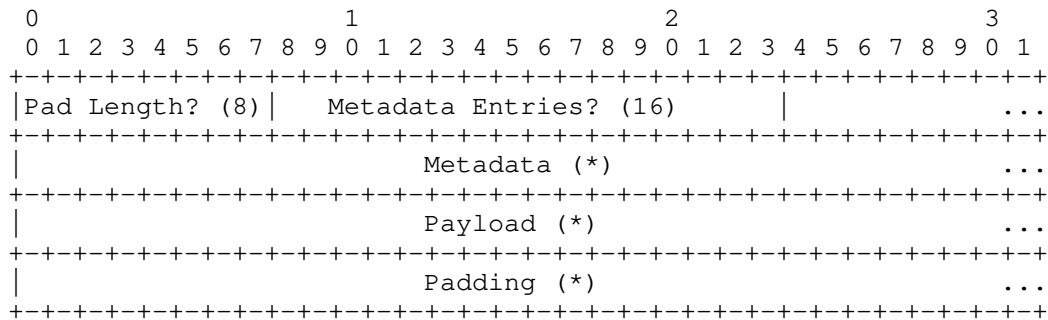 0                   1                   2                   3
 0 1 2 3 4 5 6 7 8 9 0 1 2 3 4 5 6 7 8 9 0 1 2 3 4 5 6 7 8 9 0 1
+-+-+-+-+-+-+-+-+-+-+-+-+-+-+-+-+-+-+-+-+-+-+-+-+-+-+-+-+-+-+-+-+
|Pad Length? (8)|   Metadata Entries? (16)      |             ...
+-+-+-+-+-+-+-+-+-+-+-+-+-+-+-+-+-+-+-+-+-+-+-+-+-+-+-+-+-+-+-+-+
|                         Metadata (*)                        ...
+-+-+-+-+-+-+-+-+-+-+-+-+-+-+-+-+-+-+-+-+-+-+-+-+-+-+-+-+-+-+-+-+
|                         Payload (*)                         ...
+-+-+-+-+-+-+-+-+-+-+-+-+-+-+-+-+-+-+-+-+-+-+-+-+-+-+-+-+-+-+-+-+
|                         Padding (*)                         ...
+-+-+-+-+-+-+-+-+-+-+-+-+-+-+-+-+-+-+-+-+-+-+-+-+-+-+-+-+-+-+-+-+